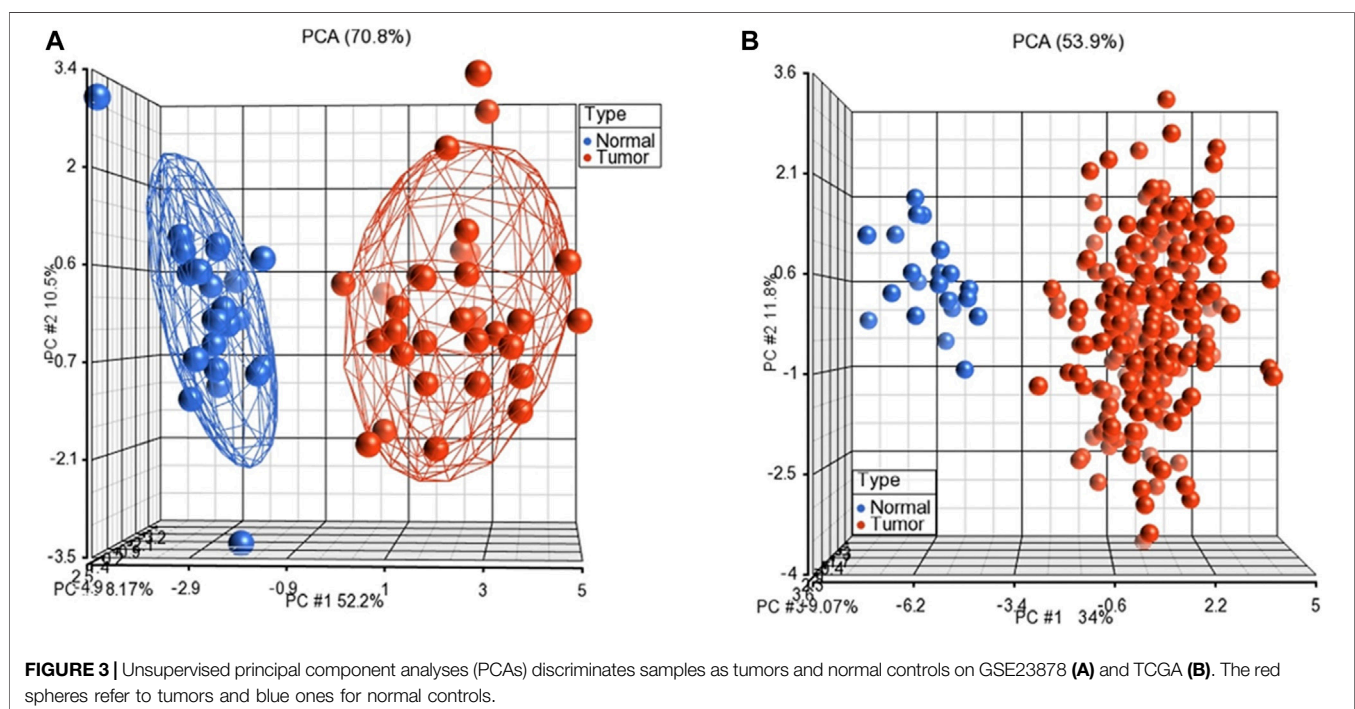 A
PCA (70.8%)
3.4
2
0.6
-0.7
-2.1
-3.5
PC #2 10.5%
Type
Normal
Tumor
-4.9
-2.9
-0.9
1
3
5
8.17%
PC #1 52.2%
B
PCA (53.9%)
3.6
2.1
0.6
-1
-2.5
-4
PC #2 11.8%
Type
Normal
Tumor
-6.2
-3.4
-0.6
2.2
5
PC #3 9.07%
PC #1 34%
FIGURE 3 | Unsupervised principal component analyses (PCAs) discriminates samples as tumors and normal controls on GSE23878 (A) and TCGA (B). The red
spheres refer to tumors and blue ones for normal controls.